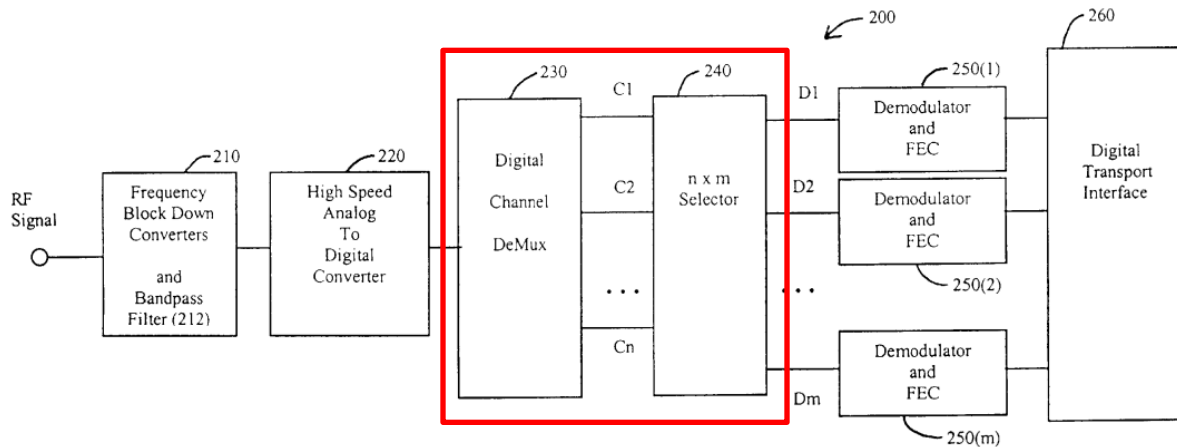 200
260
230
240
250(1)
C1
D1
Demodulator
and
FEC
210
220
Digital
Channel
DeMux
n x m
Selector
Digital
Transport
Interface
RF
Signal
Frequency
Block Down
Converters
and
Bandpass
Filter (212)
High Speed
Analog
To
Digital
Converter
C2
D2
Demodulator
and
FEC
250(2)
...
...
Cn
Dm
Demodulator
and
FEC
250(m)